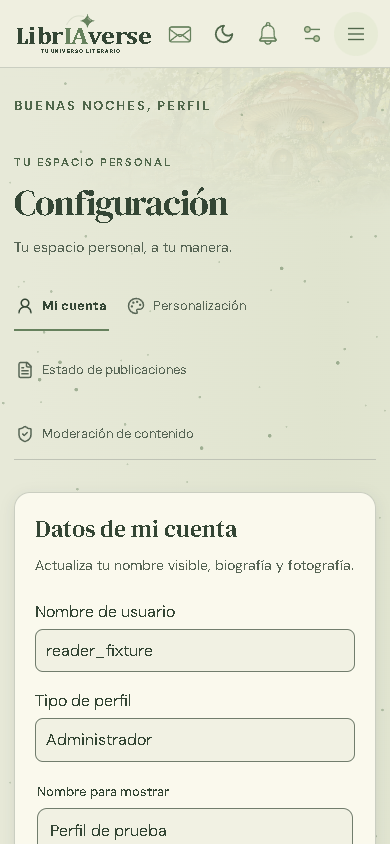 LibrIAverse
TU UNIVERSO LITERARIO
BUENAS NOCHES, PERFIL
TU ESPACIO PERSONAL
Configuración
Tu espacio personal, a tu manera.
Mi cuenta
Personalización
Estado de publicaciones
Moderación de contenido
Datos de mi cuenta
Actualiza tu nombre visible, biografía y fotografía.
Nombre de usuario
reader_fixture
Tipo de perfil
Administrador
Nombre para mostrar
Perfil de prueba